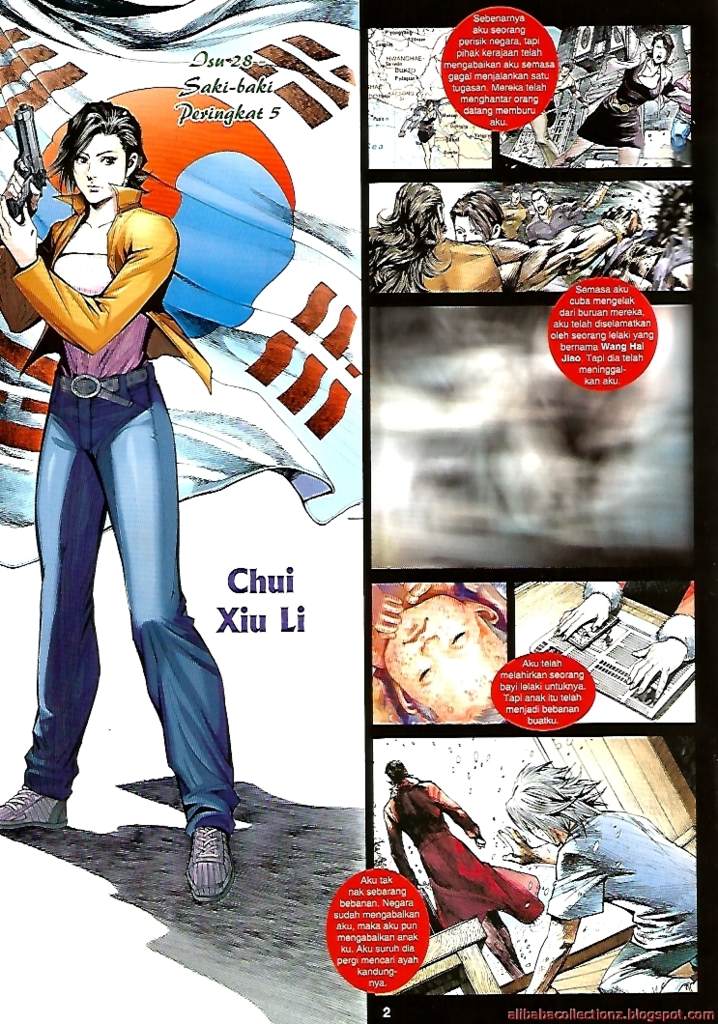 Isu 28 -
Saki-baki
Peringkat 5
Chui
Xiu Li
Sebenarnya
aku seorang
perisik negara, tapi
pihak kerajaan telah
mengabaikan aku semasa
gagal menjalankan satu
tugasan. Mereka telah
menghantar orang
datang memburu
aku.
Semasa aku
cuba mengelak
dari buruan mereka,
aku telah diselamatkan
oleh seorang lelaki yang
bernama Wang Hai
Jiao. Tapi dia telah
meninggal-
kan aku.
Aku telah
melahirkan seorang
bayi lelaki untuknya.
Tapi anak itu telah
menjadi bebanan
buatku.
Aku tak
nak sebarang
bebanan. Negara
sudah mengabaikan
aku, maka aku pun
mengabaikan anak
ku. Aku suruh dia
pergi mencari ayah
kandung-
nya.
2
alibabacollectionz.blogspot.com